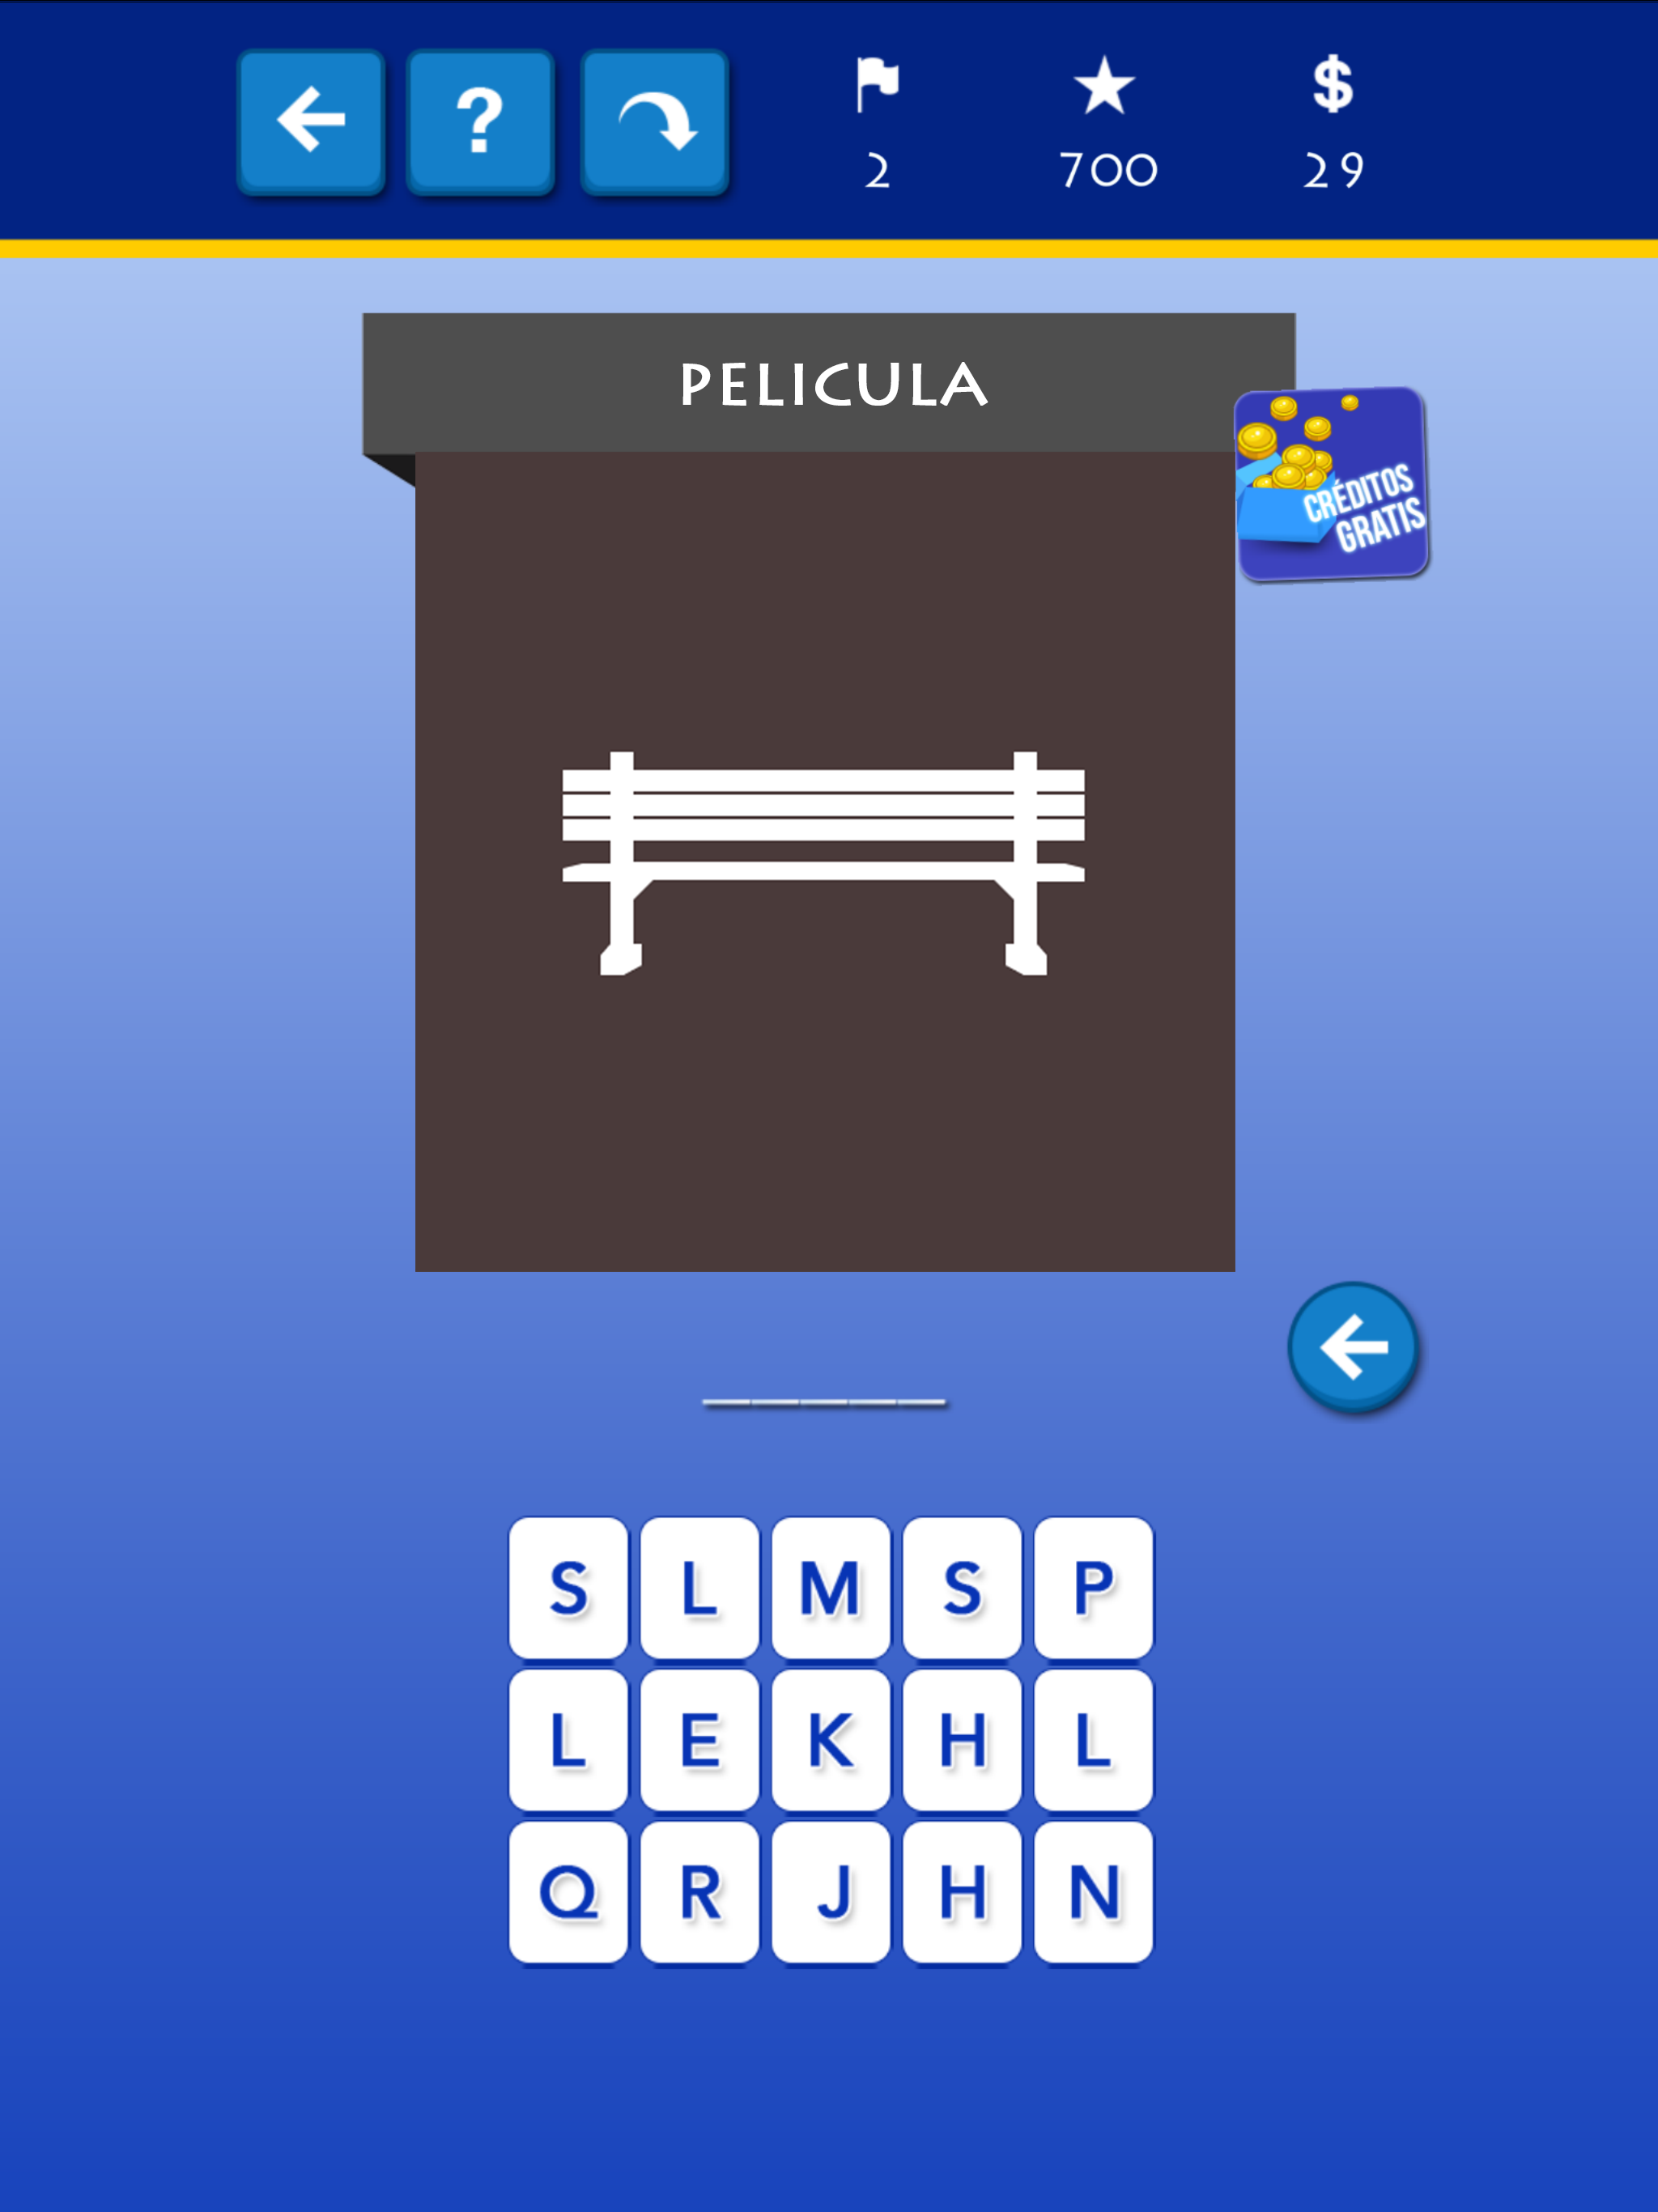 ?
2
700
$
29
PELICULA
CRÉDITOS
GRATIS
S L M S P
L E K H L
Q R J H N